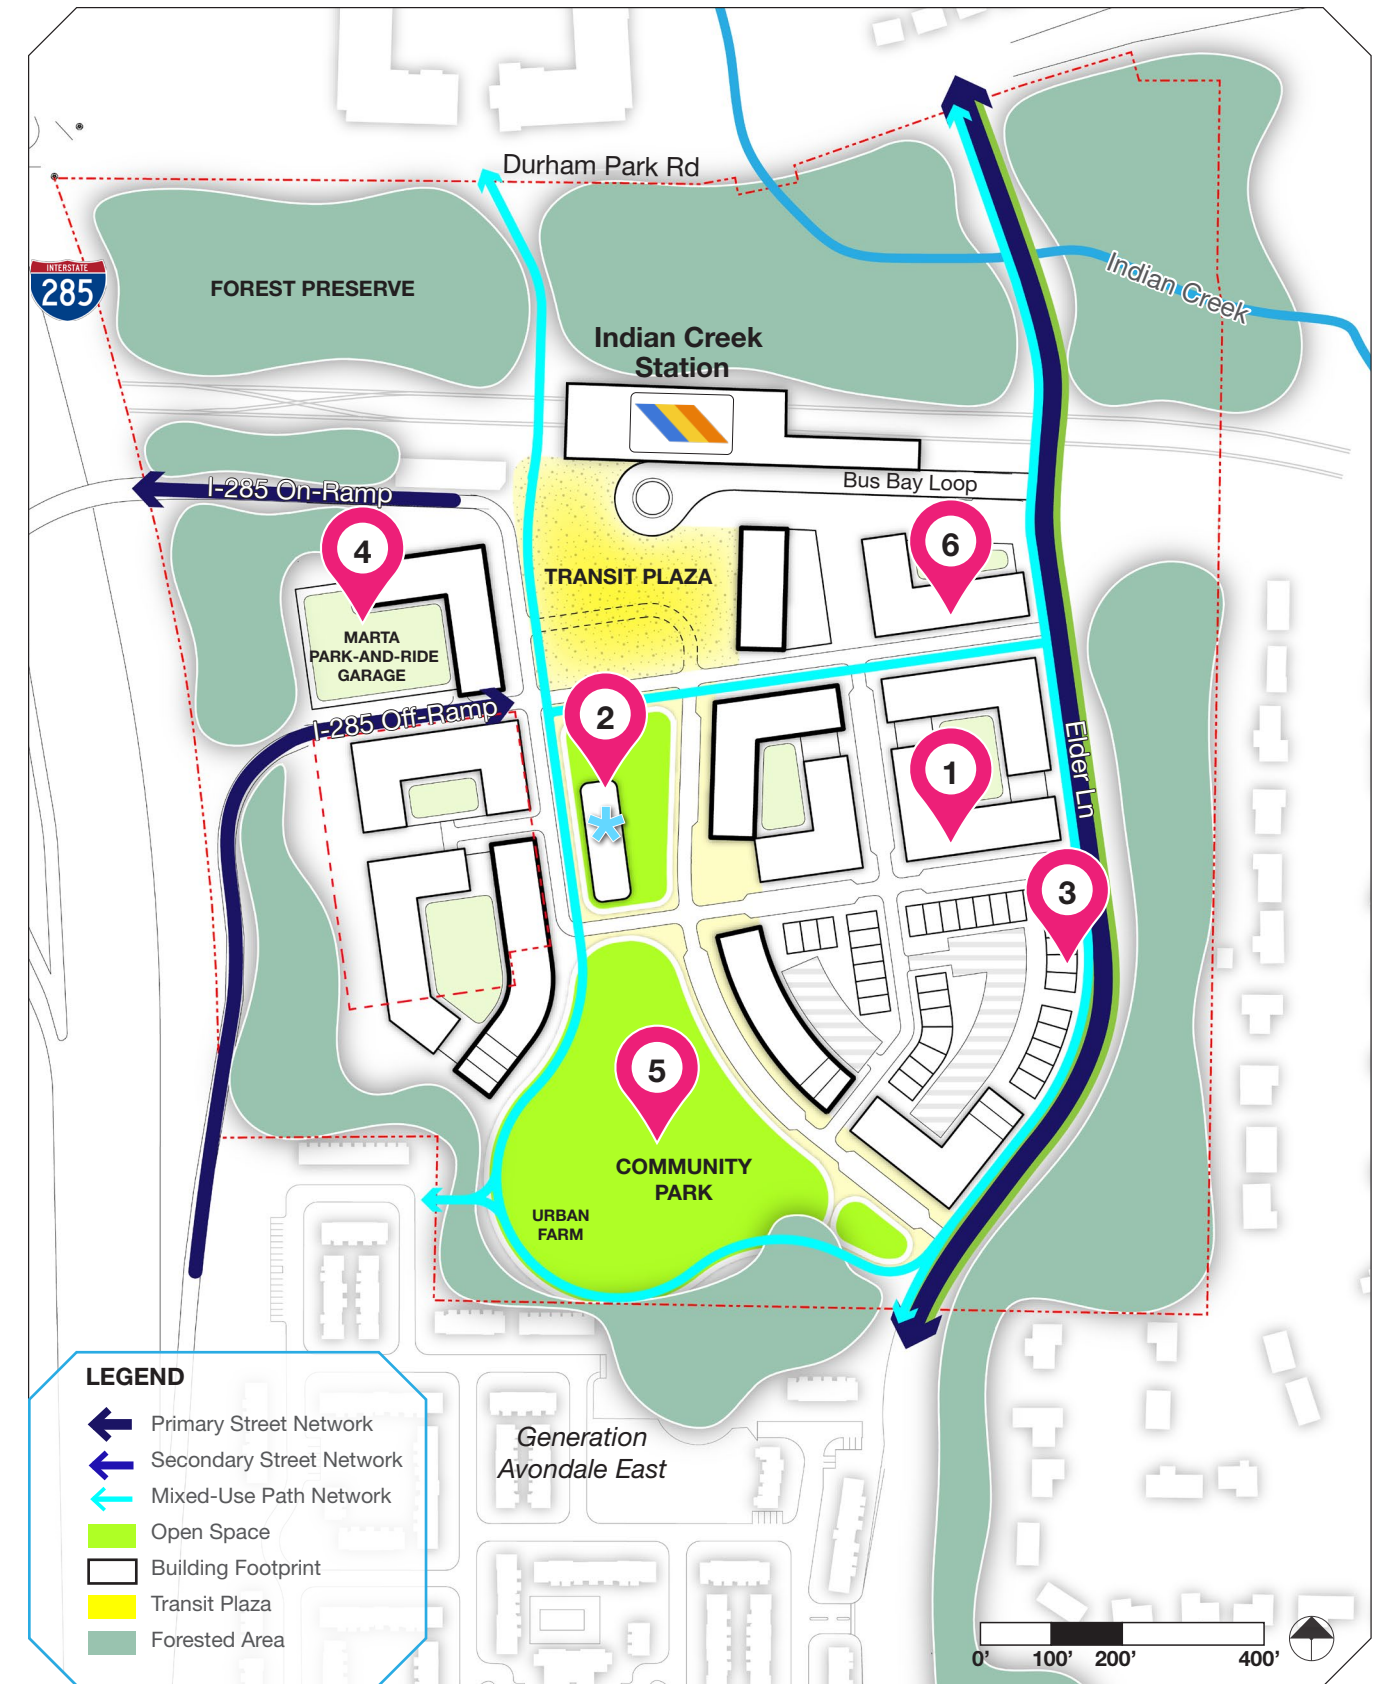 Durham Park Rd
INTERSTATE
285
FOREST PRESERVE
Indian Creek
Indian Creek
Station
I-285 On-Ramp
Bus Bay Loop
4
6
TRANSIT PLAZA
MARTA
PARK-AND-RIDE
GARAGE
I-285 Off-Ramp
2
*
1
Elder Ln
3
5
COMMUNITY
PARK
URBAN
FARM
Generation
Avondale East
LEGEND
Primary Street Network
Secondary Street Network
Mixed-Use Path Network
Open Space
Building Footprint
Transit Plaza
Forested Area
0' 100' 200' 400'